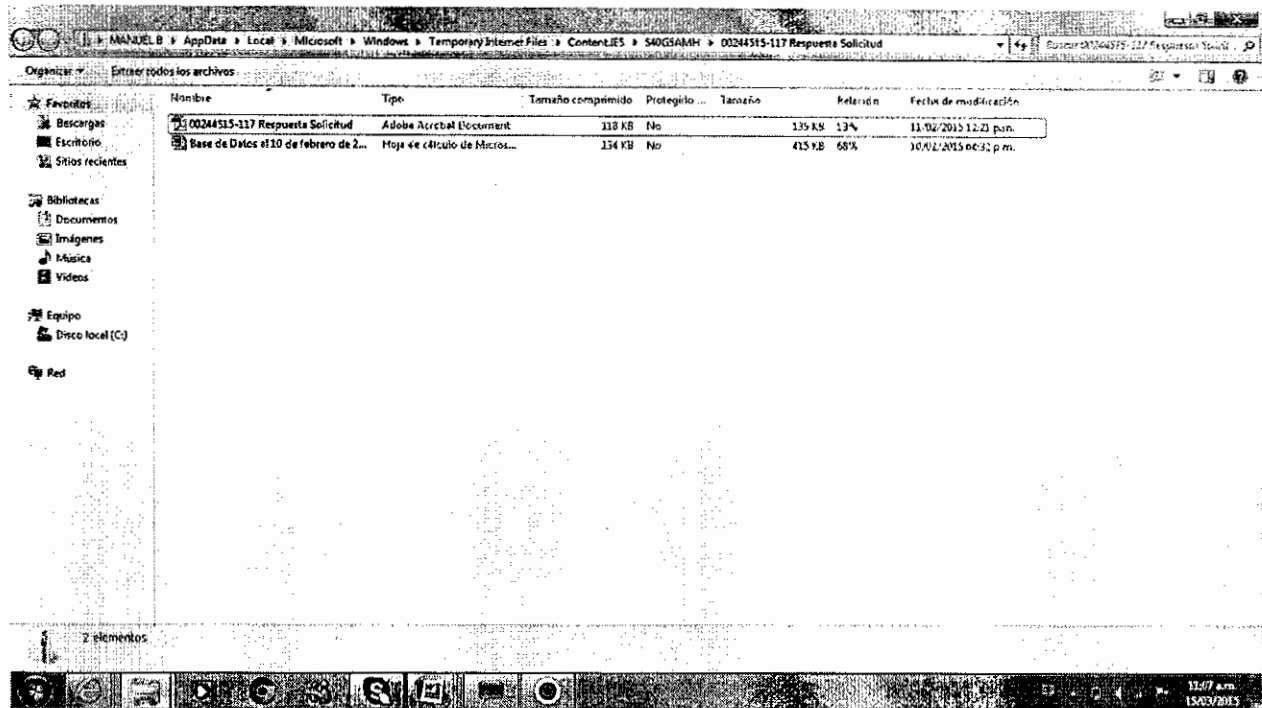 MANUEL B ▸ AppData ▸ Local ▸ Microsoft ▸ Windows ▸ Temporary Internet Files ▸ Content.IE5 ▸ S40G5AMH ▸ 00244515-117 Respuesta Solicitud
Organizar Extraer todos los archivos
Favoritos
Descargas
Escritorio
Sitios recientes
Bibliotecas
Documentos
Imágenes
Música
Vídeos
Equipo
Disco local (C:)
Red
Nombre Tipo Tamaño comprimido Protegido ... Tamaño Relación Fecha de modificación
00244515-117 Respuesta Solicitud Adobe Acrobat Document 118 KB No 135 KB 13% 11/02/2015 12:21 p.m.
Base de Datos al 10 de febrero de 2... Hoja de cálculo de Micros... 134 KB No 415 KB 68% 10/02/2015 p.m.
2 elementos
11:07 a.m.
15/03/2015